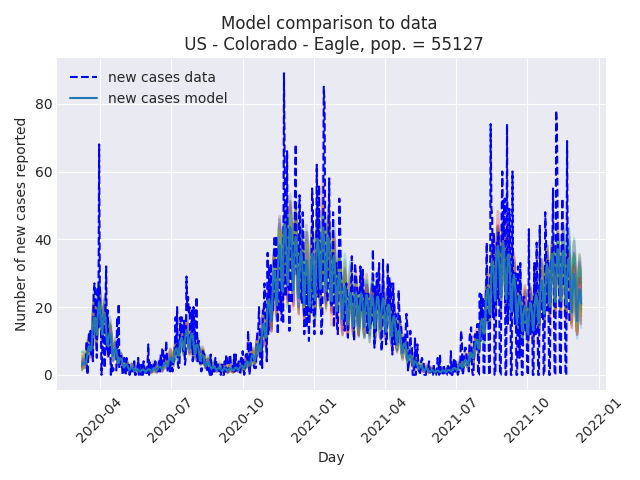 Model comparison to data
US - Colorado - Eagle, pop. = 55127
new cases data
new cases model
Number of new cases reported
80
60
40
20
0
2020-04
2020-07
2020-10
2021-01
2021-04
2021-07
2021-10
2022-01
Day